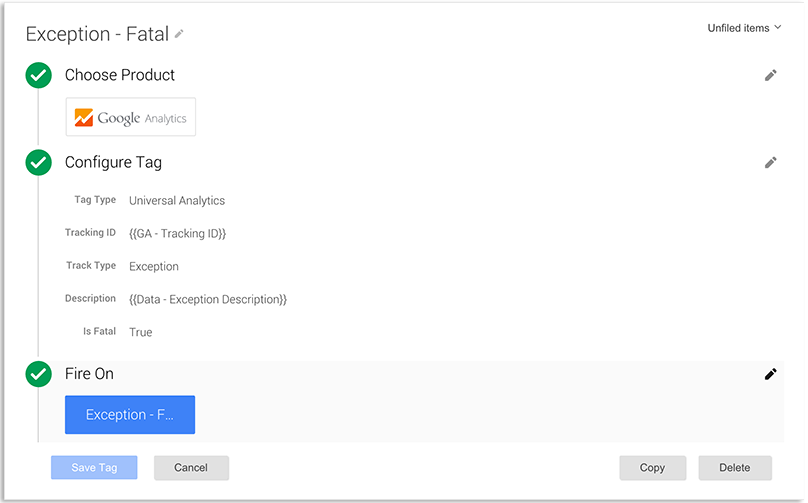 Exception - Fatal
Unfiled items
Choose Product
Google Analytics
Configure Tag
Tag Type Universal Analytics
Tracking ID {{GA - Tracking ID}}
Track Type Exception
Description {{Data - Exception Description}}
Is Fatal True
Fire On
Exception - F...
Save Tag Cancel Copy Delete